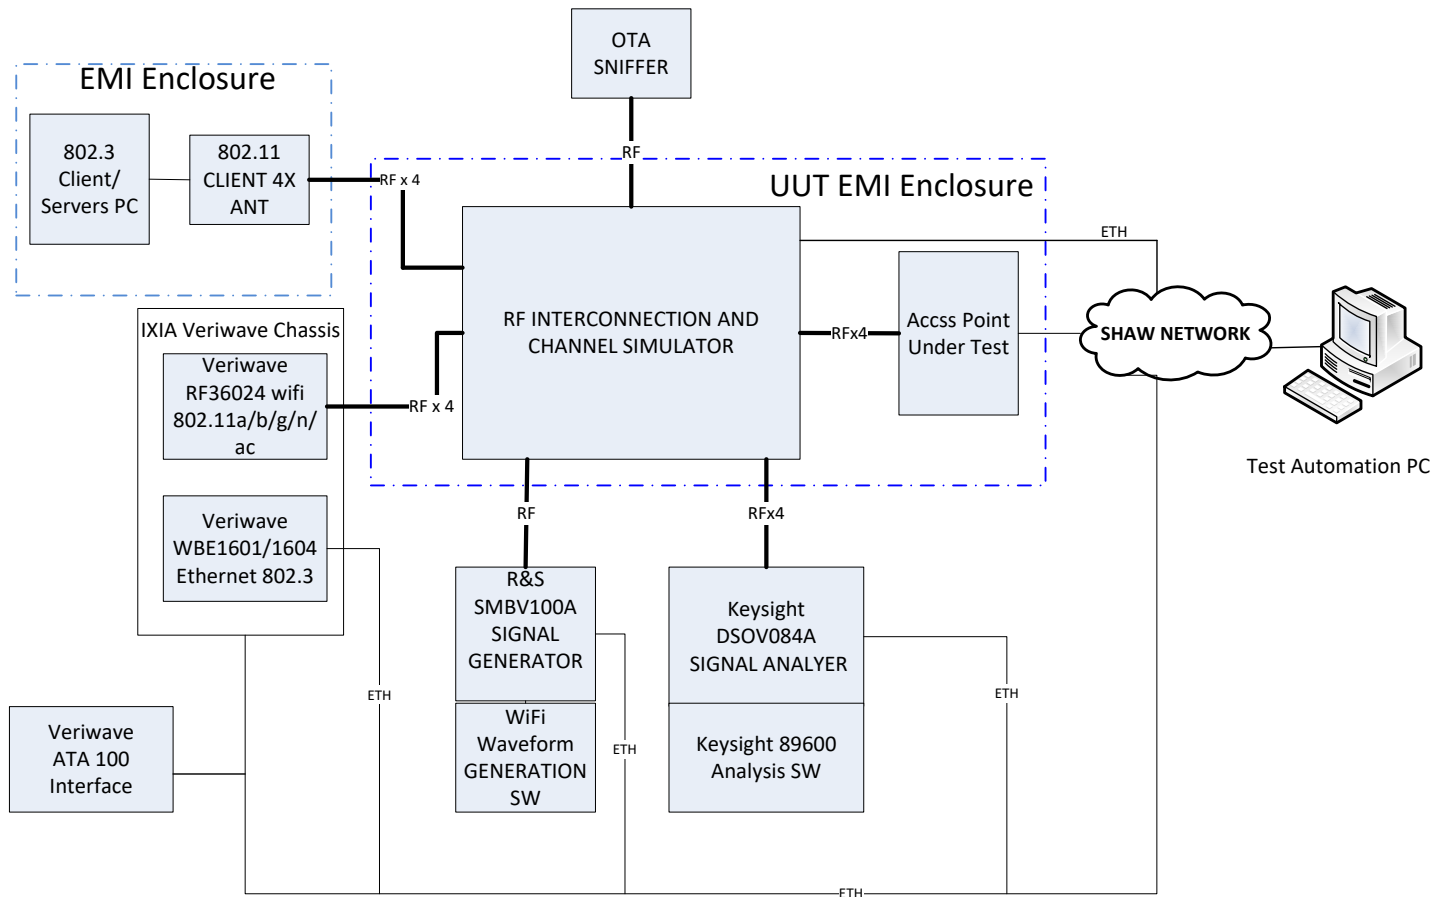 OTA
SNIFFER
EMI Enclosure
802.3
Client/
Servers PC
802.11
CLIENT 4X
ANT
RF
RF x 4
UUT EMI Enclosure
ETH
IXIA Veriwave Chassis
Veriwave
RF36024 wifi
802.11a/b/g/n/
ac
RF x 4
RF INTERCONNECTION AND
CHANNEL SIMULATOR
RFx4
Accss Point
Under Test
SHAW NETWORK
Test Automation PC
Veriwave
WBE1601/1604
Ethernet 802.3
RF
RFx4
R&S
SMBV100A
SIGNAL
GENERATOR
WiFi
Waveform
GENERATION
SW
Keysight
DSOV084A
SIGNAL ANALYER
Keysight 89600
Analysis SW
ETH
ETH
ETH
Veriwave
ATA 100
Interface
ETH